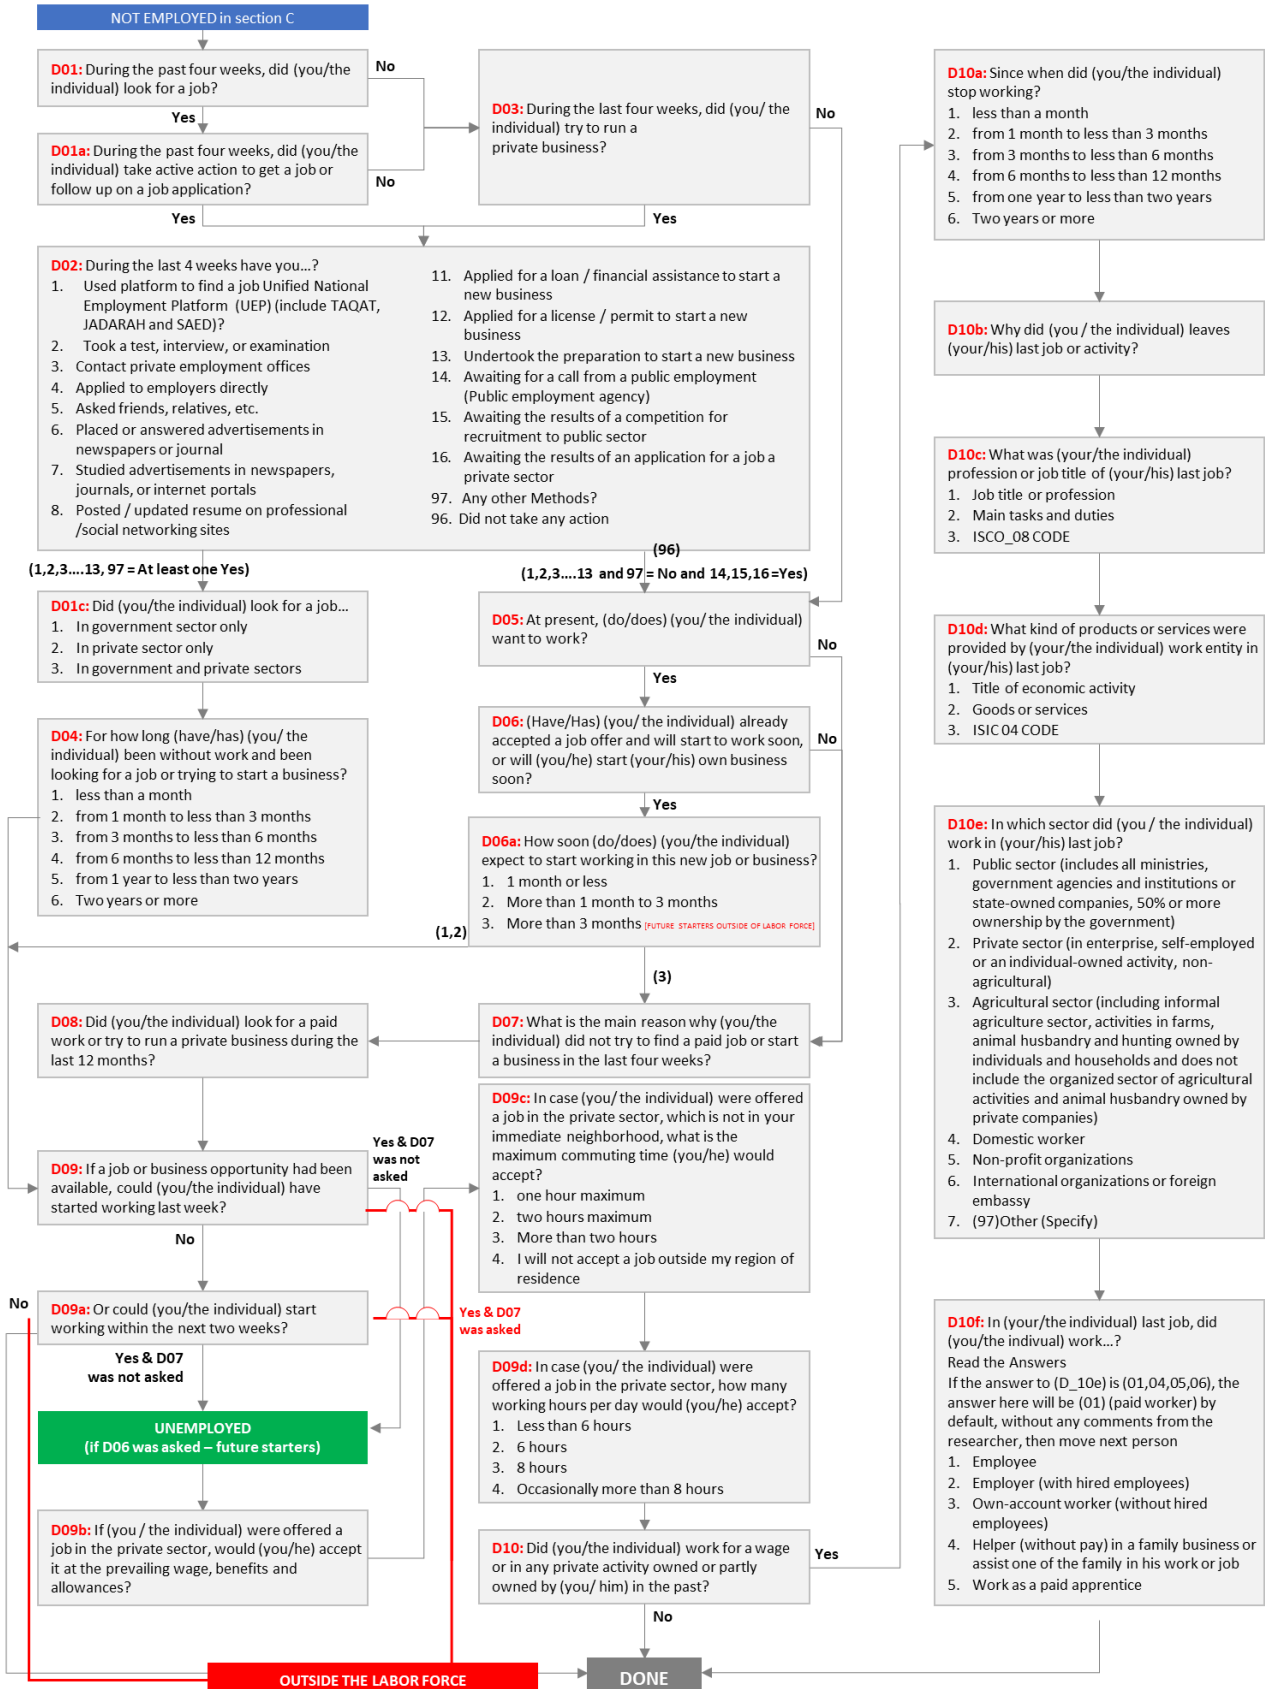 NOT EMPLOYED in section C
D01: During the past four weeks, did (you/the
individual) look for a job?
No
Yes
D01a: During the past four weeks, did (you/the
individual) take active action to get a job or
follow up on a job application?
No
Yes
D03: During the last four weeks, did (you/ the
individual) try to run a
private business?
No
Yes
D02: During the last 4 weeks have you...?
1. Used platform to find a job Unified National
Employment Platform (UEP) (include TAQAT,
JADARAH and SAED)?
2. Took a test, interview, or examination
3. Contact private employment offices
4. Applied to employers directly
5. Asked friends, relatives, etc.
6. Placed or answered advertisements in
newspapers or journal
7. Studied advertisements in newspapers,
journals, or internet portals
8. Posted / updated resume on professional
/social networking sites
11. Applied for a loan / financial assistance to start a
new business
12. Applied for a license / permit to start a new
business
13. Undertook the preparation to start a new business
14. Awaiting for a call from a public employment
(Public employment agency)
15. Awaiting the results of a competition for
recruitment to public sector
16. Awaiting the results of an application for a job a
private sector
97. Any other Methods?
96. Did not take any action
(1,2,3....13, 97 = At least one Yes)
(96)
(1,2,3....13 and 97 = No and 14,15,16 =Yes)
D01c: Did (you/the individual) look for a job...
1. In government sector only
2. In private sector only
3. In government and private sectors
D04: For how long (have/has) (you/ the
individual) been without work and been
looking for a job or trying to start a business?
1. less than a month
2. from 1 month to less than 3 months
3. from 3 months to less than 6 months
4. from 6 months to less than 12 months
5. from 1 year to less than two years
6. Two years or more
D05: At present, (do/does) (you/ the individual)
want to work?
No
Yes
D06: (Have/Has) (you/ the individual) already
accepted a job offer and will start to work soon,
or will (you/he) start (your/his) own business
soon?
No
Yes
D06a: How soon (do/does) (you/the individual)
expect to start working in this new job or business?
1. 1 month or less
2. More than 1 month to 3 months
3. More than 3 months [FUTURE STARTERS OUTSIDE OF LABOR FORCE]
(1,2)
(3)
D08: Did (you/the individual) look for a paid
work or try to run a private business during the
last 12 months?
D07: What is the main reason why (you/the
individual) did not try to find a paid job or start
a business in the last four weeks?
D09: If a job or business opportunity had been
available, could (you/the individual) have
started working last week?
Yes & D07
was not
asked
No
D09a: Or could (you/the individual) start
working within the next two weeks?
No
Yes & D07
was asked
Yes & D07
was not asked
UNEMPLOYED
(if D06 was asked – future starters)
D09b: If (you / the individual) were offered a
job in the private sector, would (you/he) accept
it at the prevailing wage, benefits and
allowances?
D09c: In case (you/ the individual) were offered
a job in the private sector, which is not in your
immediate neighborhood, what is the
maximum commuting time (you/he) would
accept?
1. one hour maximum
2. two hours maximum
3. More than two hours
4. I will not accept a job outside my region of
residence
D09d: In case (you/ the individual) were
offered a job in the private sector, how many
working hours per day would (you/he) accept?
1. Less than 6 hours
2. 6 hours
3. 8 hours
4. Occasionally more than 8 hours
D10: Did (you/the individual) work for a wage
or in any private activity owned or partly
owned by (you/ him) in the past?
Yes
No
OUTSIDE THE LABOR FORCE
DONE
D10a: Since when did (you/the individual)
stop working?
1. less than a month
2. from 1 month to less than 3 months
3. from 3 months to less than 6 months
4. from 6 months to less than 12 months
5. from one year to less than two years
6. Two years or more
D10b: Why did (you / the individual) leaves
(your/his) last job or activity?
D10c: What was (your/the individual)
profession or job title of (your/his) last job?
1. Job title or profession
2. Main tasks and duties
3. ISCO_08 CODE
D10d: What kind of products or services were
provided by (your/the individual) work entity in
(your/his) last job?
1. Title of economic activity
2. Goods or services
3. ISIC 04 CODE
D10e: In which sector did (you / the individual)
work in (your/his) last job?
1. Public sector (includes all ministries,
government agencies and institutions or
state-owned companies, 50% or more
ownership by the government)
2. Private sector (in enterprise, self-employed
or an individual-owned activity, non-
agricultural)
3. Agricultural sector (including informal
agriculture sector, activities in farms,
animal husbandry and hunting owned by
individuals and households and does not
include the organized sector of agricultural
activities and animal husbandry owned by
private companies)
4. Domestic worker
5. Non-profit organizations
6. International organizations or foreign
embassy
7. (97)Other (Specify)
D10f: In (your/the individual) last job, did
(you/the indivual) work...?
Read the Answers
If the answer to (D_10e) is (01,04,05,06), the
answer here will be (01) (paid worker) by
default, without any comments from the
researcher, then move next person
1. Employee
2. Employer (with hired employees)
3. Own-account worker (without hired
employees)
4. Helper (without pay) in a family business or
assist one of the family in his work or job
5. Work as a paid apprentice